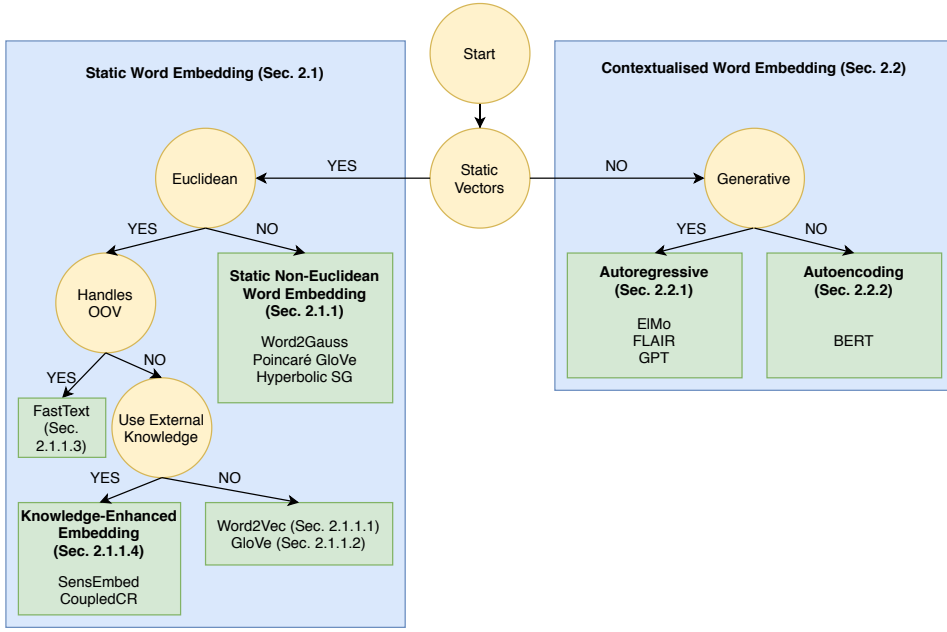 Start
Static Word Embedding (Sec. 2.1)
Contextualised Word Embedding (Sec. 2.2)
Static
Vectors
YES
NO
Euclidean
Generative
YES
NO
YES
NO
Handles
OOV
Static Non-Euclidean
Word Embedding
(Sec. 2.1.1)
Word2Gauss
Poincaré GloVe
Hyperbolic SG
Autoregressive
(Sec. 2.2.1)
ElMo
FLAIR
GPT
Autoencoding
(Sec. 2.2.2)
BERT
YES
NO
FastText
(Sec.
2.1.1.3)
Use External
Knowledge
YES
NO
Knowledge-Enhanced
Embedding
(Sec. 2.1.1.4)
SensEmbed
CoupledCR
Word2Vec (Sec. 2.1.1.1)
GloVe (Sec. 2.1.1.2)